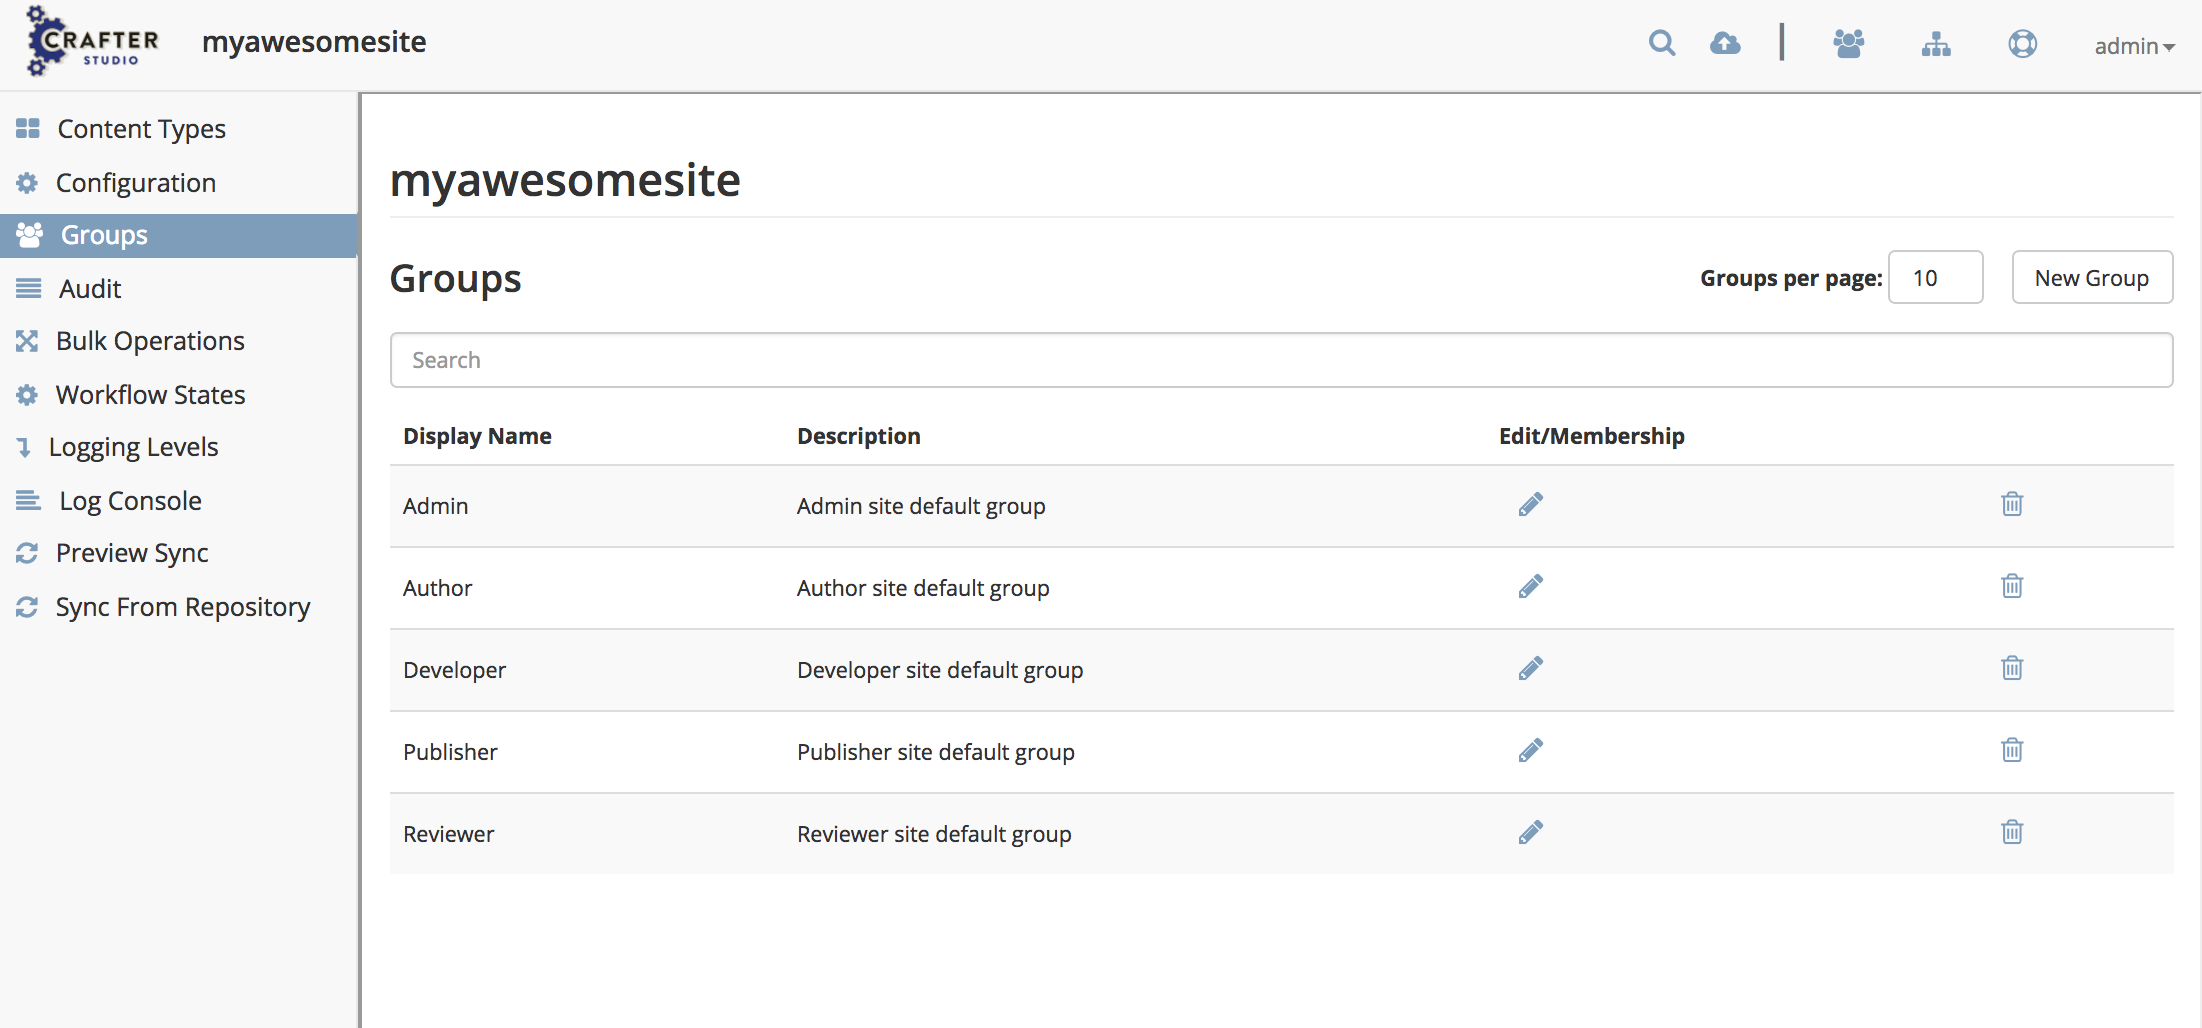 CRAFTER
STUDIO
myawesomesite
admin
Content Types
Configuration
Groups
Audit
Bulk Operations
Workflow States
Logging Levels
Log Console
Preview Sync
Sync From Repository
myawesomesite
Groups
Groups per page: 10 New Group
Search
Display Name Description Edit/Membership
Admin Admin site default group
Author Author site default group
Developer Developer site default group
Publisher Publisher site default group
Reviewer Reviewer site default group